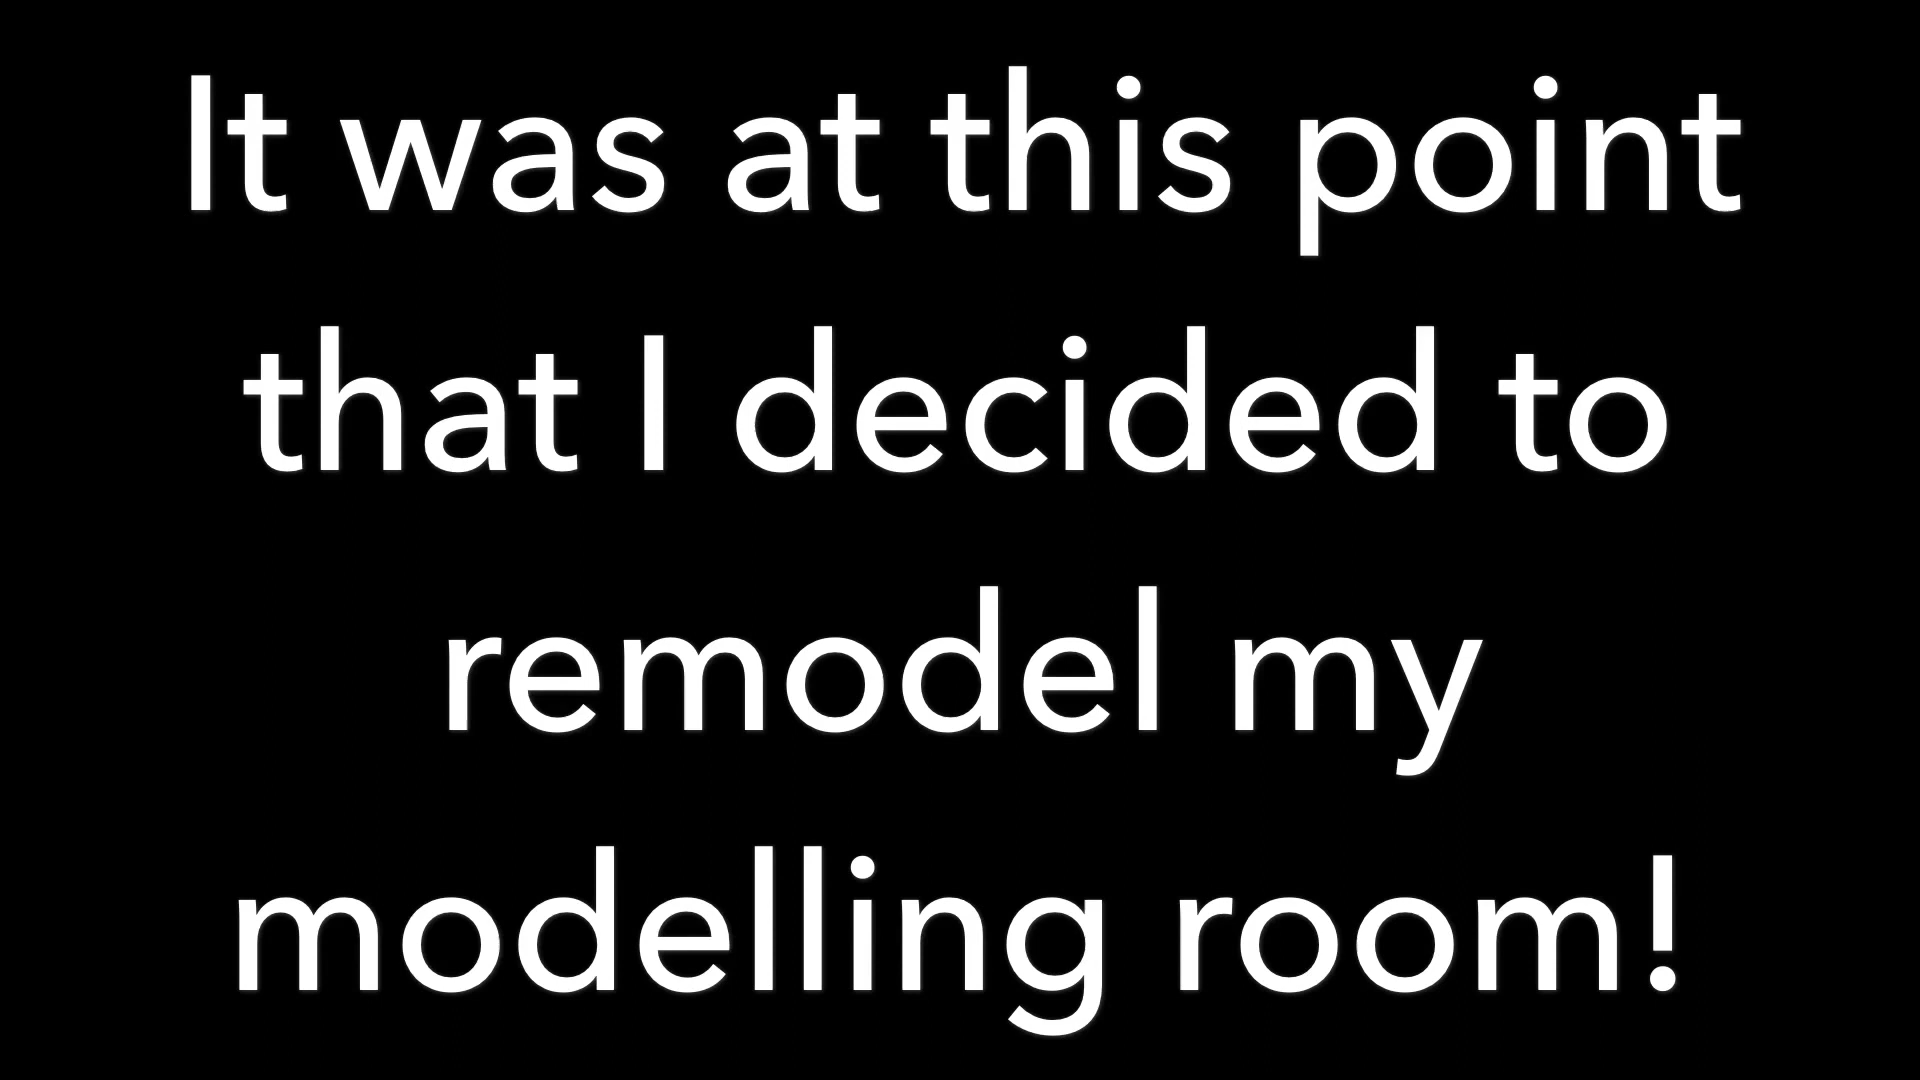 It was at this point
that I decided to
remodel my
modelling room!